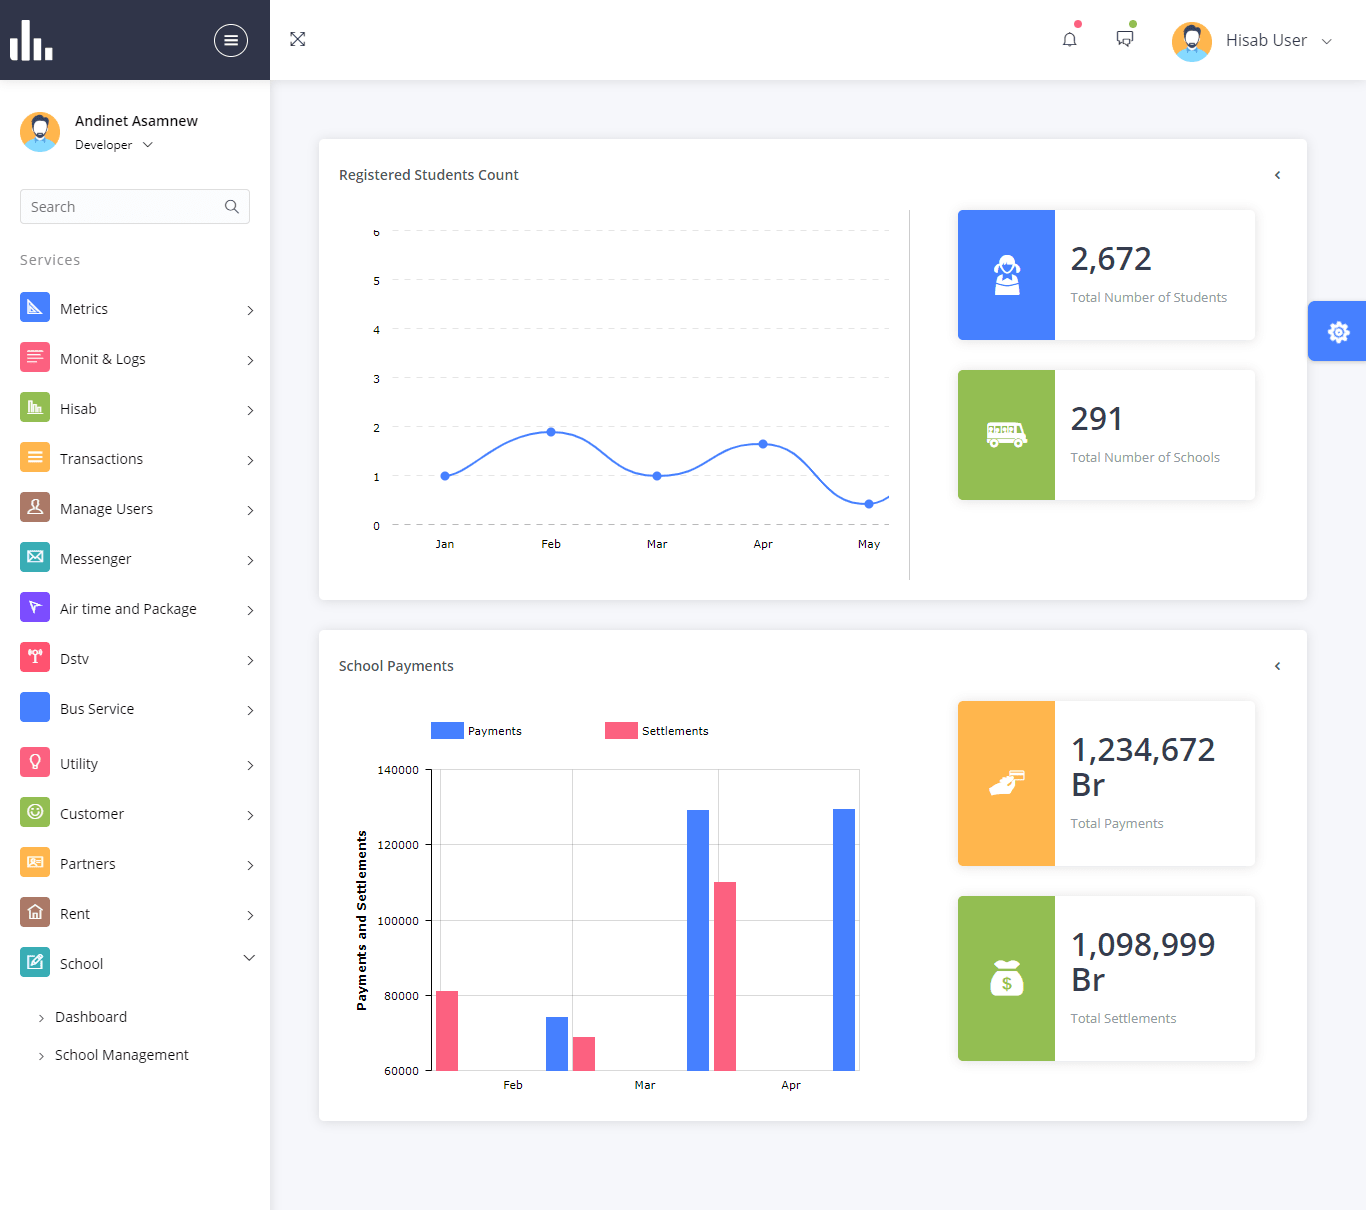 Hisab User
Andinet Asamnew
Developer
Search
Services
Metrics
Monit & Logs
Hisab
Transactions
Manage Users
Messenger
Air time and Package
Dstv
Bus Service
Utility
Customer
Partners
Rent
School
Dashboard
School Management
Registered Students Count
6
5
4
3
2
1
0
Jan Feb Mar Apr May
2,672
Total Number of Students
291
Total Number of Schools
School Payments
Payments Settlements
Payments and Settlements
140000
120000
100000
80000
60000
Feb Mar Apr
1,234,672
Br
Total Payments
$
1,098,999
Br
Total Settlements